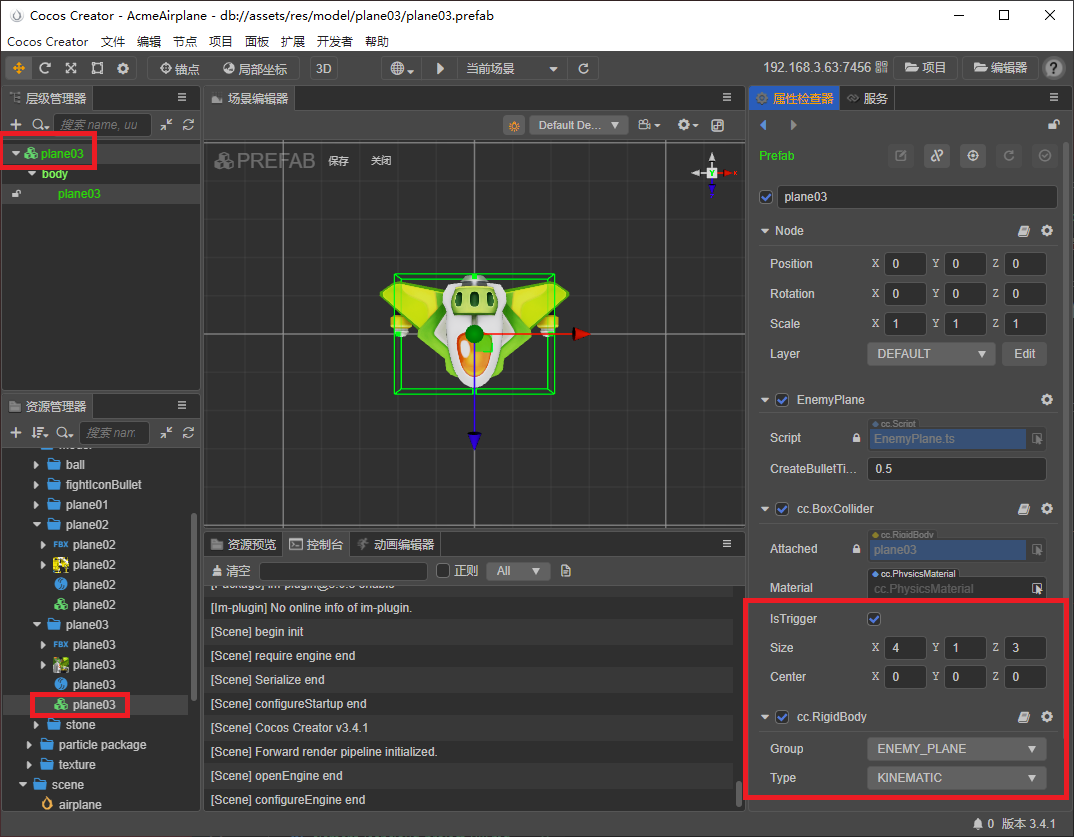 Cocos Creator - AcmeAirplane - db://assets/res/model/plane03/plane03.prefab
Cocos Creator 文件 编辑 节点 项目 面板 扩展 开发者 帮助
锚点 局部坐标 3D 当前场景 192.168.3.63:7456 项目 编辑器 ?
层级管理器
搜索 name, uu
plane03
body
plane03
场景编辑器
Default De...
PREFAB 保存 关闭
Y
资源管理器
搜索 nam
model
ball
fightIconBullet
plane01
plane02
FBX plane02
plane02
plane02
plane02
plane03
FBX plane03
plane03
plane03
plane03
stone
particle package
texture
scene
airplane
资源预览 控制台 动画编辑器
清空 正则 All
[Im-plugin] No online info of im-plugin.
[Scene] begin init
[Scene] require engine end
[Scene] Serialize end
[Scene] configureStartup end
[Scene] Cocos Creator v3.4.1
[Scene] Forward render pipeline initialized.
[Scene] openEngine end
[Scene] configureEngine end
属性检查器 服务
Prefab
plane03
Node
Position X 0 Y 0 Z 0
Rotation X 0 Y 0 Z 0
Scale X 1 Y 1 Z 1
Layer DEFAULT Edit
EnemyPlane
cc.Script
Script EnemyPlane.ts
CreateBulletTi... 0.5
cc.BoxCollider
cc.RigidBody
Attached plane03
cc.PhysicsMaterial
Material cc.PhysicsMaterial
IsTrigger
Size X 4 Y 1 Z 3
Center X 0 Y 0 Z 0
cc.RigidBody
Group ENEMY_PLANE
Type KINEMATIC
0 版本 3.4.1